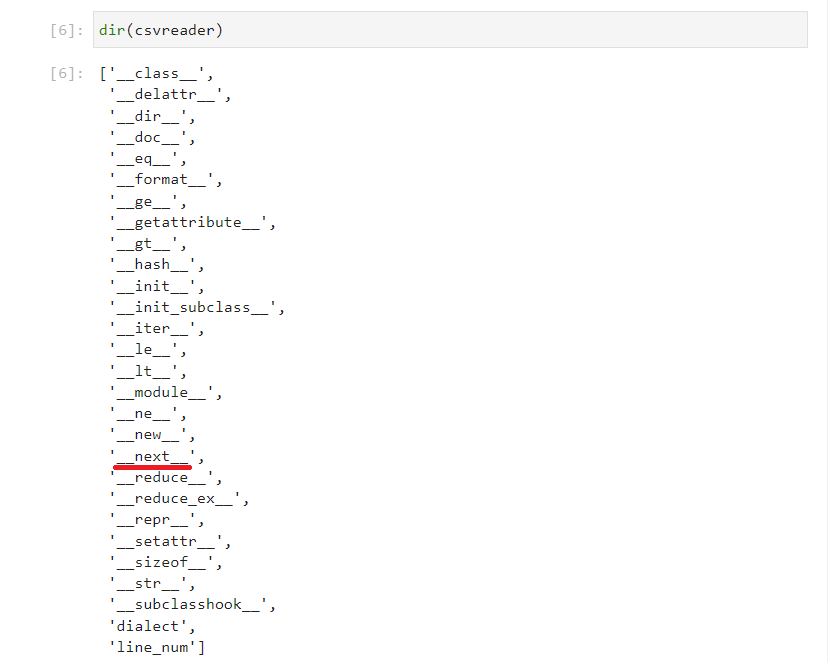 [6]: dir(csvreader)
[6]: ['__class__',
'__delattr__',
'__dir__',
'__doc__',
'__eq__',
'__format__',
'__ge__',
'__getattribute__',
'__gt__',
'__hash__',
'__init__',
'__init_subclass__',
'__iter__',
'__le__',
'__lt__',
'__module__',
'__ne__',
'__new__',
'__next__',
'__reduce__',
'__reduce_ex__',
'__repr__',
'__setattr__',
'__sizeof__',
'__str__',
'__subclasshook__',
'dialect',
'line_num']